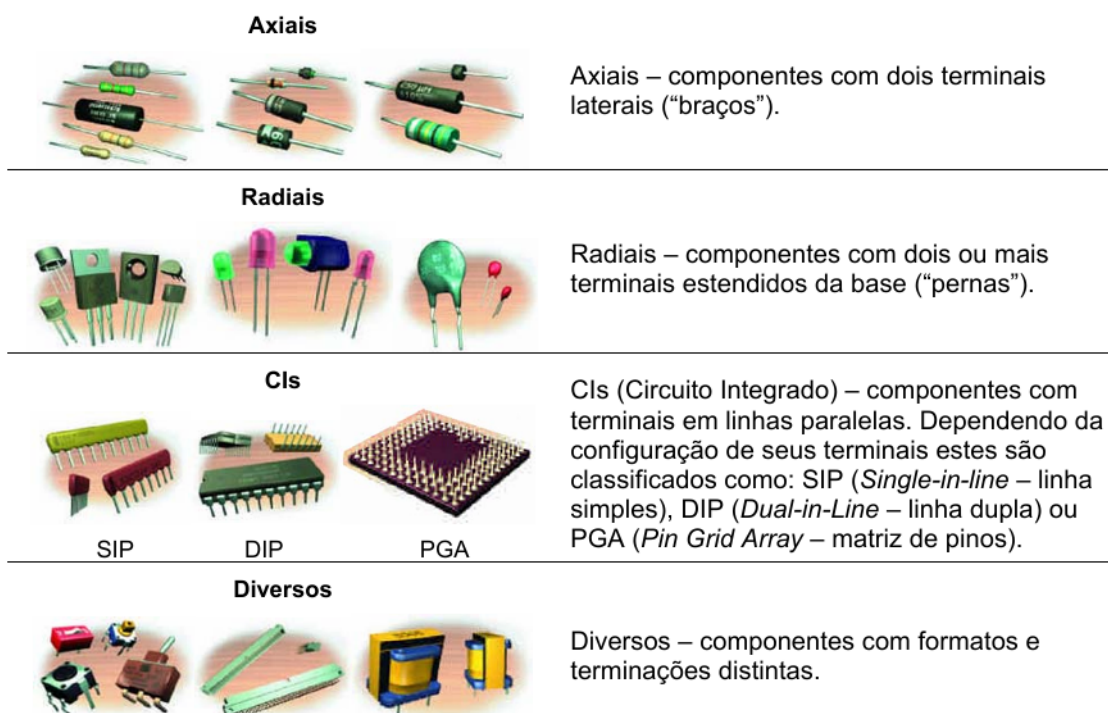 Axiais
Axiais – componentes com dois terminais
laterais (“braços”).
Radiais
Radiais – componentes com dois ou mais
terminais estendidos da base (“pernas”).
CIs
CIs (Circuito Integrado) – componentes com
terminais em linhas paralelas. Dependendo da
configuração de seus terminais estes são
classificados como: SIP (Single-in-line – linha
simples), DIP (Dual-in-Line – linha dupla) ou
PGA (Pin Grid Array – matriz de pinos).
SIP DIP PGA
Diversos
Diversos – componentes com formatos e
terminações distintas.